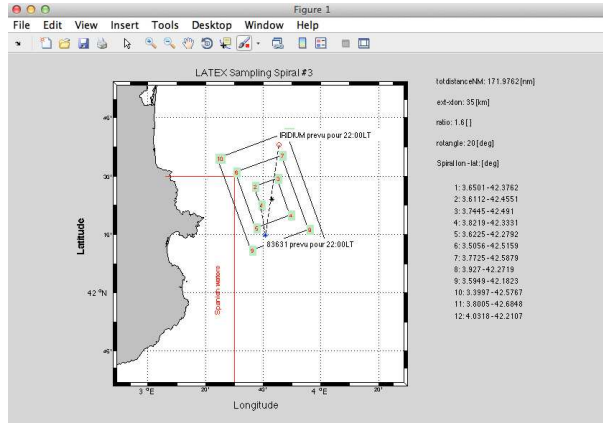 Figure 1
File Edit View Insert Tools Desktop Window Help
LATEX Sampling Spiral #3
IRIDIUM prevu pour 22:00LT
83631 prevu pour 22:00LT
Spanish waters
Latitude
30'
42 °N
3 °E
20'
40'
4 °E
20'
Longitude
totdistanceNM: 171.9762[nm]
ext-xdon: 35[km]
ratio: 1.6[]
rotangle: 20[deg]
Spiral lon-lat:[deg]
1: 3.6501-42.3762
2: 3.6112-42.4551
3: 3.7445-42.491
4: 3.8219-42.3331
5: 3.6225-42.2792
6: 3.5056-42.5159
7: 3.7725-42.5879
8: 3.927-42.2719
9: 3.5949-42.1823
10: 3.3997-42.5767
11: 3.8005-42.6848
12: 4.0318-42.2107